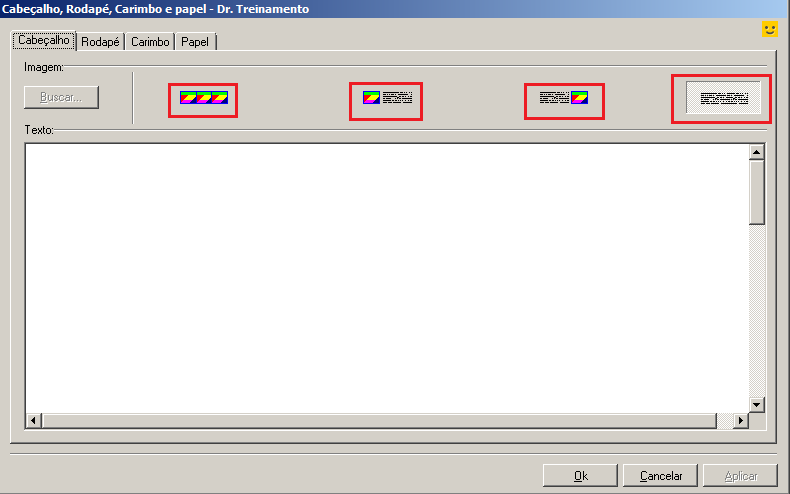 Cabeçalho, Rodapé, Carimbo e papel - Dr. Treinamento
Cabeçalho Rodapé Carimbo Papel
Imagem:
Buscar...
Texto:
Ok Cancelar Aplicar